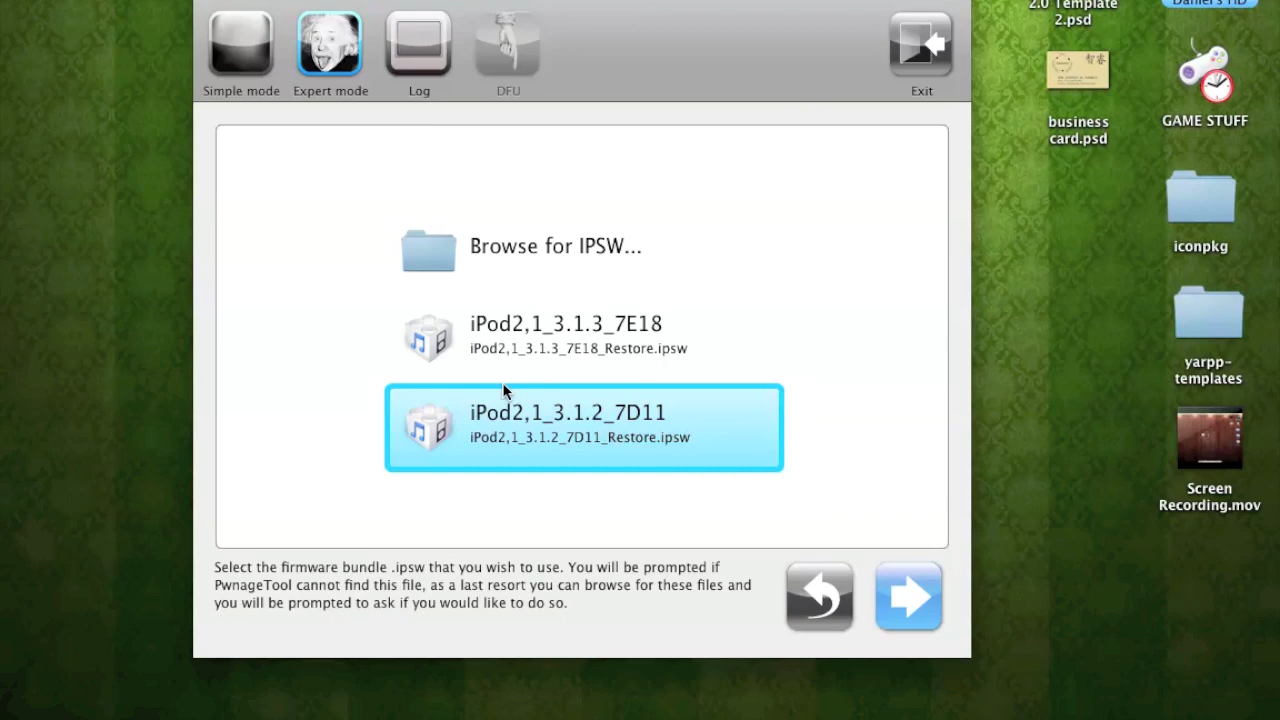 Simple mode
Expert mode
Log
DFU
Exit
Browse for IPSW...
iPod2,1_3.1.3_7E18
iPod2,1_3.1.3_7E18_Restore.ipsw
iPod2,1_3.1.2_7D11
iPod2,1_3.1.2_7D11_Restore.ipsw
Select the firmware bundle .ipsw that you wish to use. You will be prompted if
PwnageTool cannot find this file, as a last resort you can browse for these files and
you will be prompted to ask if you would like to do so.
2.0 Template
2.psd
Daniel's HD
智睿
business
card.psd
GAME STUFF
iconpkg
yarpp-
templates
Screen
Recording.mov